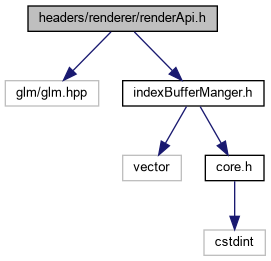 headers/renderer/renderApi.h
glm/glm.hpp
indexBufferManger.h
vector
core.h
cstdint